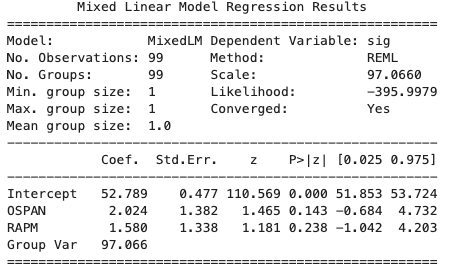 Mixed Linear Model Regression Results
Model: MixedLM Dependent Variable: sig
No. Observations: 99 Method: REML
No. Groups: 99 Scale: 97.0660
Min. group size: 1 Likelihood: -395.9979
Max. group size: 1 Converged: Yes
Mean group size: 1.0
Coef. Std.Err. z P>|z| [0.025 0.975]
Intercept 52.789 0.477 110.569 0.000 51.853 53.724
OSPAN 2.024 1.382 1.465 0.143 -0.684 4.732
RAPM 1.580 1.338 1.181 0.238 -1.042 4.203
Group Var 97.066